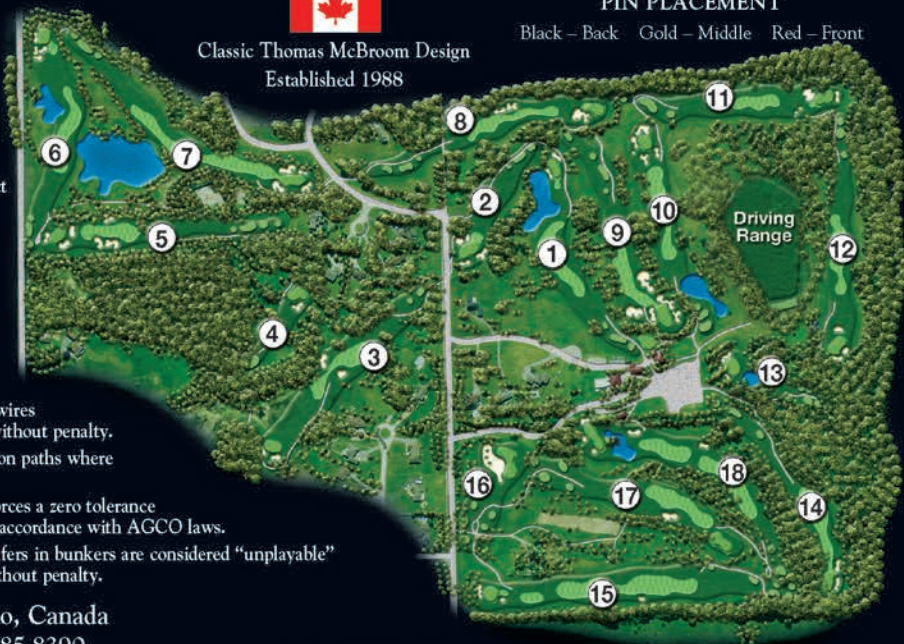 PIN PLACEMENT
Black – Back Gold – Middle Red – Front
Classic Thomas McBroom Design
Established 1988
8
11
6
7
2
10
Driving
Range
5
1
9
12
4
3
13
wires
without penalty.
on paths where
16
18
17
14
rces a zero tolerance
accordance with AGCO laws.
fers in bunkers are considered “unplayable”
thout penalty.
15
o, Canada